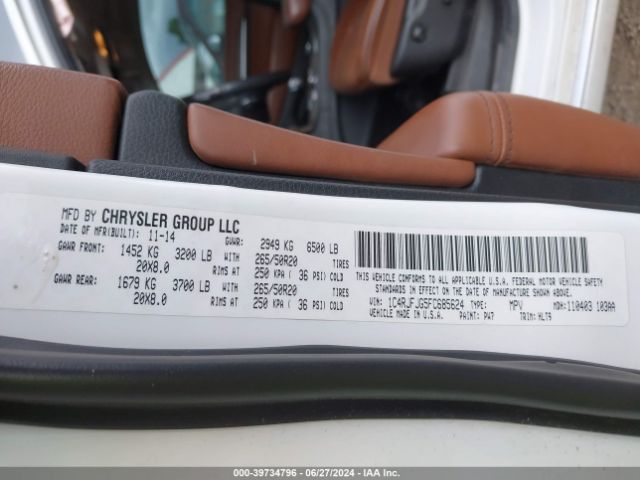 MFD BY CHRYSLER GROUP LLC
DATE OF MFR(BUILT): 11-14 GVWR: 2949 KG 6500 LB
GAWR FRONT: 1452 KG 3200 LB WITH 265/50R20 TIRES
20X8.0 RIMS AT 250 KPA ( 36 PSI) COLD
GAWR REAR: 1679 KG 3700 LB WITH 265/50R20 TIRES
20X8.0 RIMS AT 250 KPA ( 36 PSI) COLD
THIS VEHICLE CONFORMS TO ALL APPLICABLE U.S.A. FEDERAL MOTOR VEHICLE SAFETY
STANDARDS IN EFFECT ON THE DATE OF MANUFACTURE SHOWN ABOVE.
VIN: 1C4RJFJG5FC685624 TYPE: MPV MDH:110403 103AA
VEHICLE MADE IN U.S.A. PAINT: PW7 TRIM: HLT9
000-39734796 - 06/27/2024 - IAA Inc.